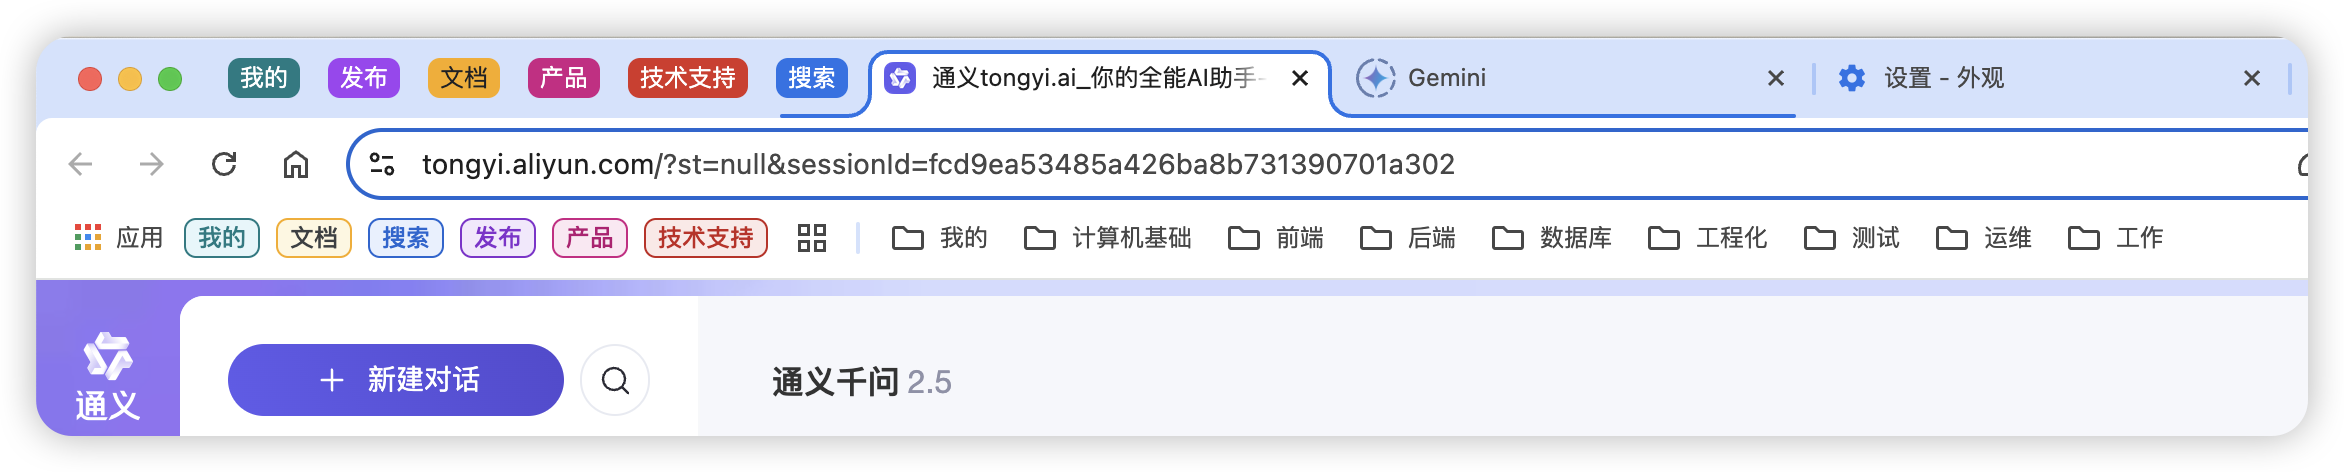 我的 发布 文档 产品 技术支持 搜索 通义tongyi.ai_你的全能AI助手- Gemini 设置 - 外观
tongyi.aliyun.com/?st=null&sessionId=fcd9ea53485a426ba8b731390701a302
应用 我的 文档 搜索 发布 产品 技术支持 我的 计算机基础 前端 后端 数据库 工程化 测试 运维 工作
新建对话 通义千问 2.5
通义